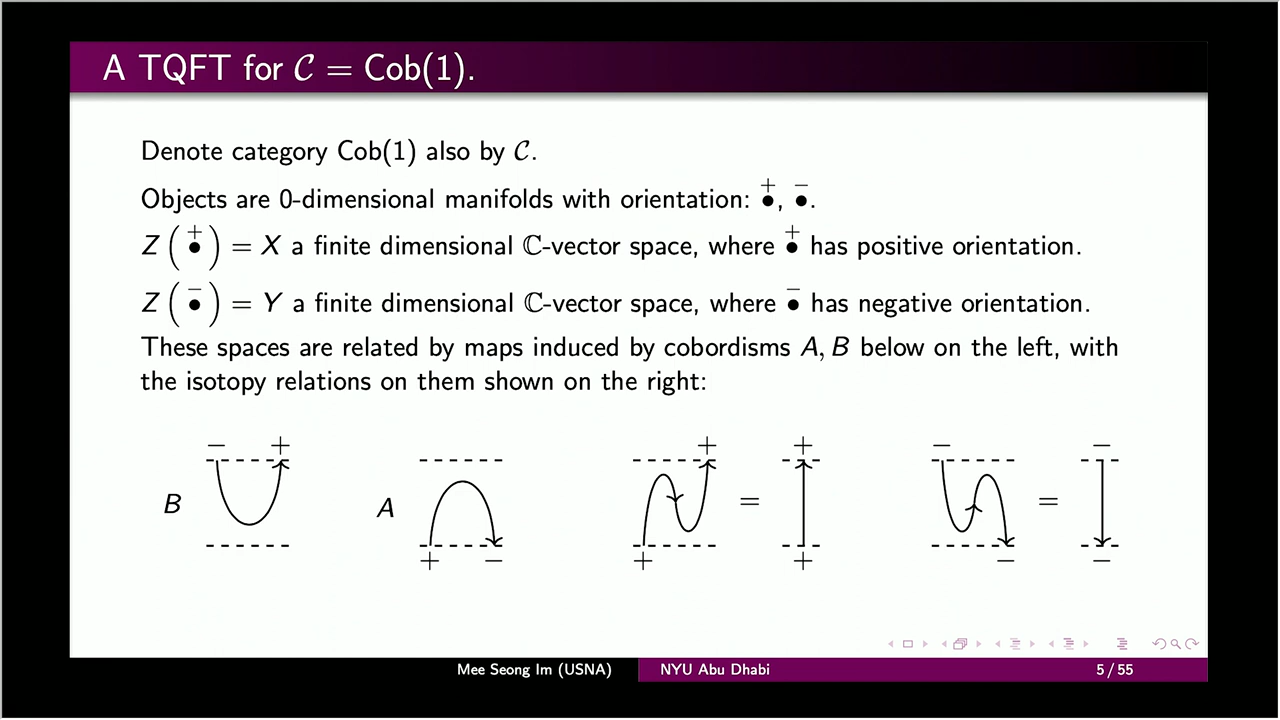 A TQFT for 𝒞 = Cob(1).
Denote category Cob(1) also by 𝒞.
Objects are 0-dimensional manifolds with orientation: +•, −•.
Z(+•) = X a finite dimensional ℂ-vector space, where +• has positive orientation.
Z(−•) = Y a finite dimensional ℂ-vector space, where −• has negative orientation.
These spaces are related by maps induced by cobordisms A, B below on the left, with
the isotopy relations on them shown on the right:
− + + + − −
B A = =
+ − + + − −
Mee Seong Im (USNA) NYU Abu Dhabi 5 / 55